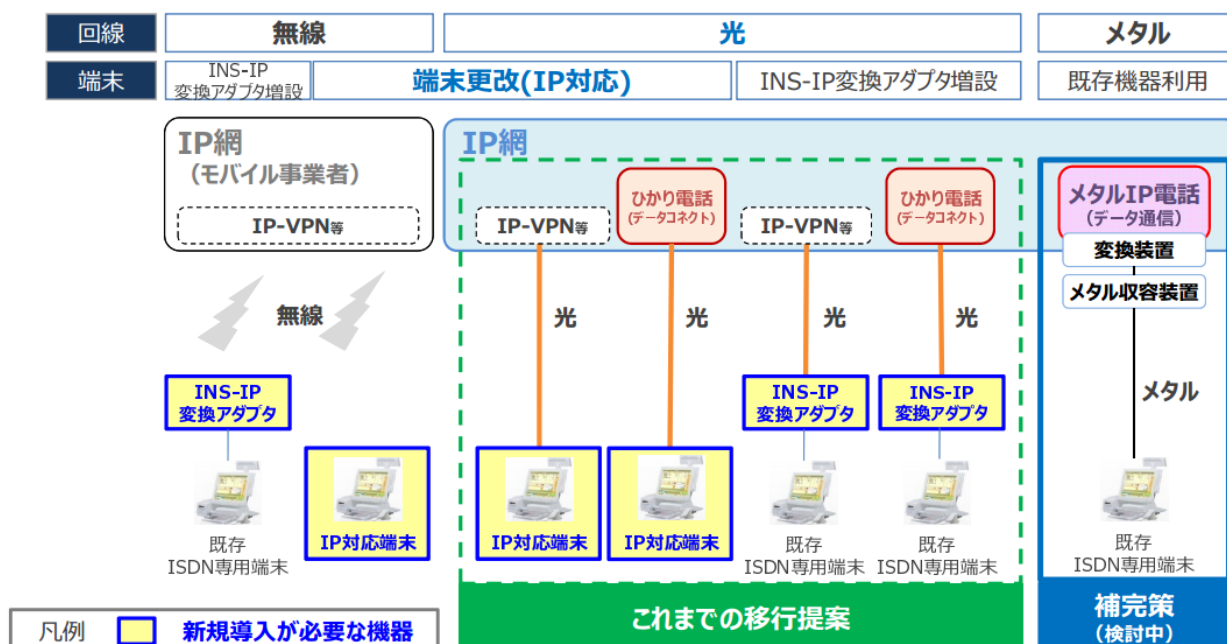 回線
無線
光
メタル
端末
INS-IP
変換アダプタ増設
端末更改(IP対応)
INS-IP変換アダプタ増設
既存機器利用
IP網
(モバイル事業者)
IP-VPN等
IP網
IP-VPN等
ひかり電話
(データコネクト)
IP-VPN等
ひかり電話
(データコネクト)
メタルIP電話
(データ通信)
変換装置
メタル収容装置
無線
光
光
光
光
メタル
INS-IP
変換アダプタ
INS-IP
変換アダプタ
INS-IP
変換アダプタ
既存
ISDN専用端末
IP対応端末
IP対応端末
IP対応端末
既存
ISDN専用端末
既存
ISDN専用端末
既存
ISDN専用端末
これまでの移行提案
補完策
(検討中)
凡例
新規導入が必要な機器